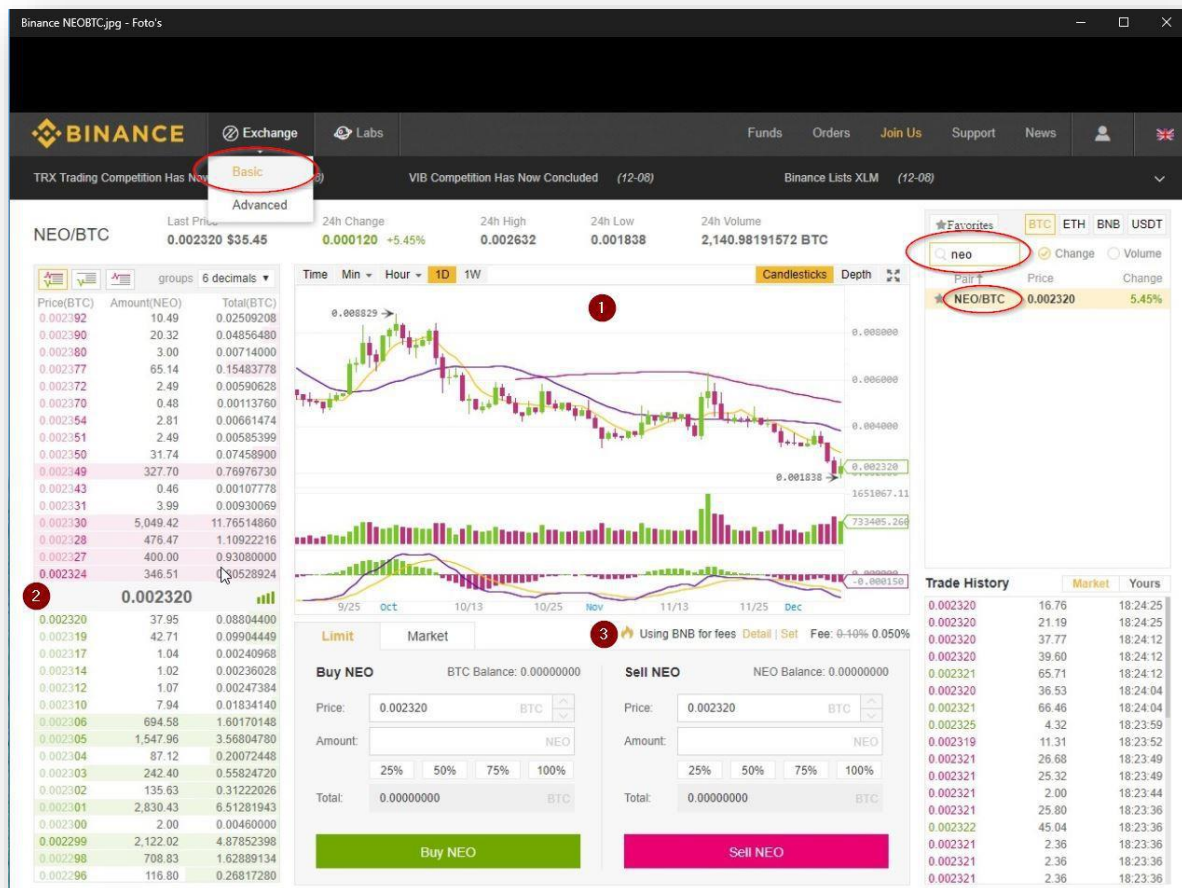 Binance NEOBTC.jpg - Foto's
BINANCE Exchange Labs Funds Orders Join Us Support News
Basic
Advanced
TRX Trading Competition Has VIB Competition Has Now Concluded (12-08) Binance Lists XLM (12-08)
NEO/BTC
Last 24h Change 24h High 24h Low 24h Volume
0.002320 $35.45 0.000120 +5.45% 0.002632 0.001838 2,140.98191572 BTC
Favorites BTC ETH BNB USDT
neo Change Volume
Pair Price Change
NEO/BTC 0.002320 5.45%
groups 6 decimals
Price(BTC) Amount(NEO) Total(BTC)
0.002392 10.49 0.02509208
0.002390 20.32 0.04856480
0.002380 3.00 0.00714000
0.002377 65.14 0.15483778
0.002372 2.49 0.00590628
0.002370 0.48 0.00113760
0.002354 2.81 0.00661474
0.002351 2.49 0.00585399
0.002350 31.74 0.07458900
0.002349 327.70 0.76976730
0.002343 0.46 0.00107778
0.002331 3.99 0.00930069
0.002330 5,049.42 11.76514860
0.002328 476.47 1.10922216
0.002327 400.00 0.93080000
0.002324 346.51
2 0.002320
0.002320 37.95 0.08804400
0.002319 42.71 0.09904449
0.002317 1.04 0.00240968
0.002314 1.02 0.00236028
0.002312 1.07 0.00247384
0.002310 7.94 0.01834140
0.002306 694.58 1.60170148
0.002305 1,547.96 3.56804780
0.002304 87.12 0.20072448
0.002303 242.40 0.55824720
0.002302 135.63 0.31222026
0.002301 2,830.43 6.51281943
0.002300 2.00 0.00460000
0.002299 2,122.02 4.87852398
0.002298 708.83 1.62889134
0.002296 116.80 0.26817280
Time Min Hour 1D 1W Candlesticks Depth
1
0.008829
0.008000
0.006000
0.004000
0.002320
0.001838
1651067.11
733405.260
-0.000150
9/25 Oct 10/13 10/25 Nov 11/13 11/25 Dec
Limit Market 3 Using BNB for fees Detail | Set Fee: 0.10% 0.050%
Buy NEO BTC Balance: 0.00000000
Price: 0.002320 BTC
Amount: NEO
25% 50% 75% 100%
Total: 0.00000000 BTC
Buy NEO
Sell NEO NEO Balance: 0.00000000
Price: 0.002320 BTC
Amount: NEO
25% 50% 75% 100%
Total: 0.00000000 BTC
Sell NEO
Trade History Market Yours
0.002320 16.76 18:24:25
0.002320 21.19 18:24:25
0.002320 37.77 18:24:12
0.002320 39.60 18:24:12
0.002321 65.71 18:24:12
0.002320 36.53 18:24:04
0.002321 66.46 18:24:04
0.002325 4.32 18:23:59
0.002319 11.31 18:23:52
0.002321 26.68 18:23:49
0.002321 25.32 18:23:49
0.002321 2.00 18:23:44
0.002321 25.80 18:23:36
0.002322 45.04 18:23:36
0.002321 2.36 18:23:36
0.002321 2.36 18:23:36
0.002321 2.36 18:23:36